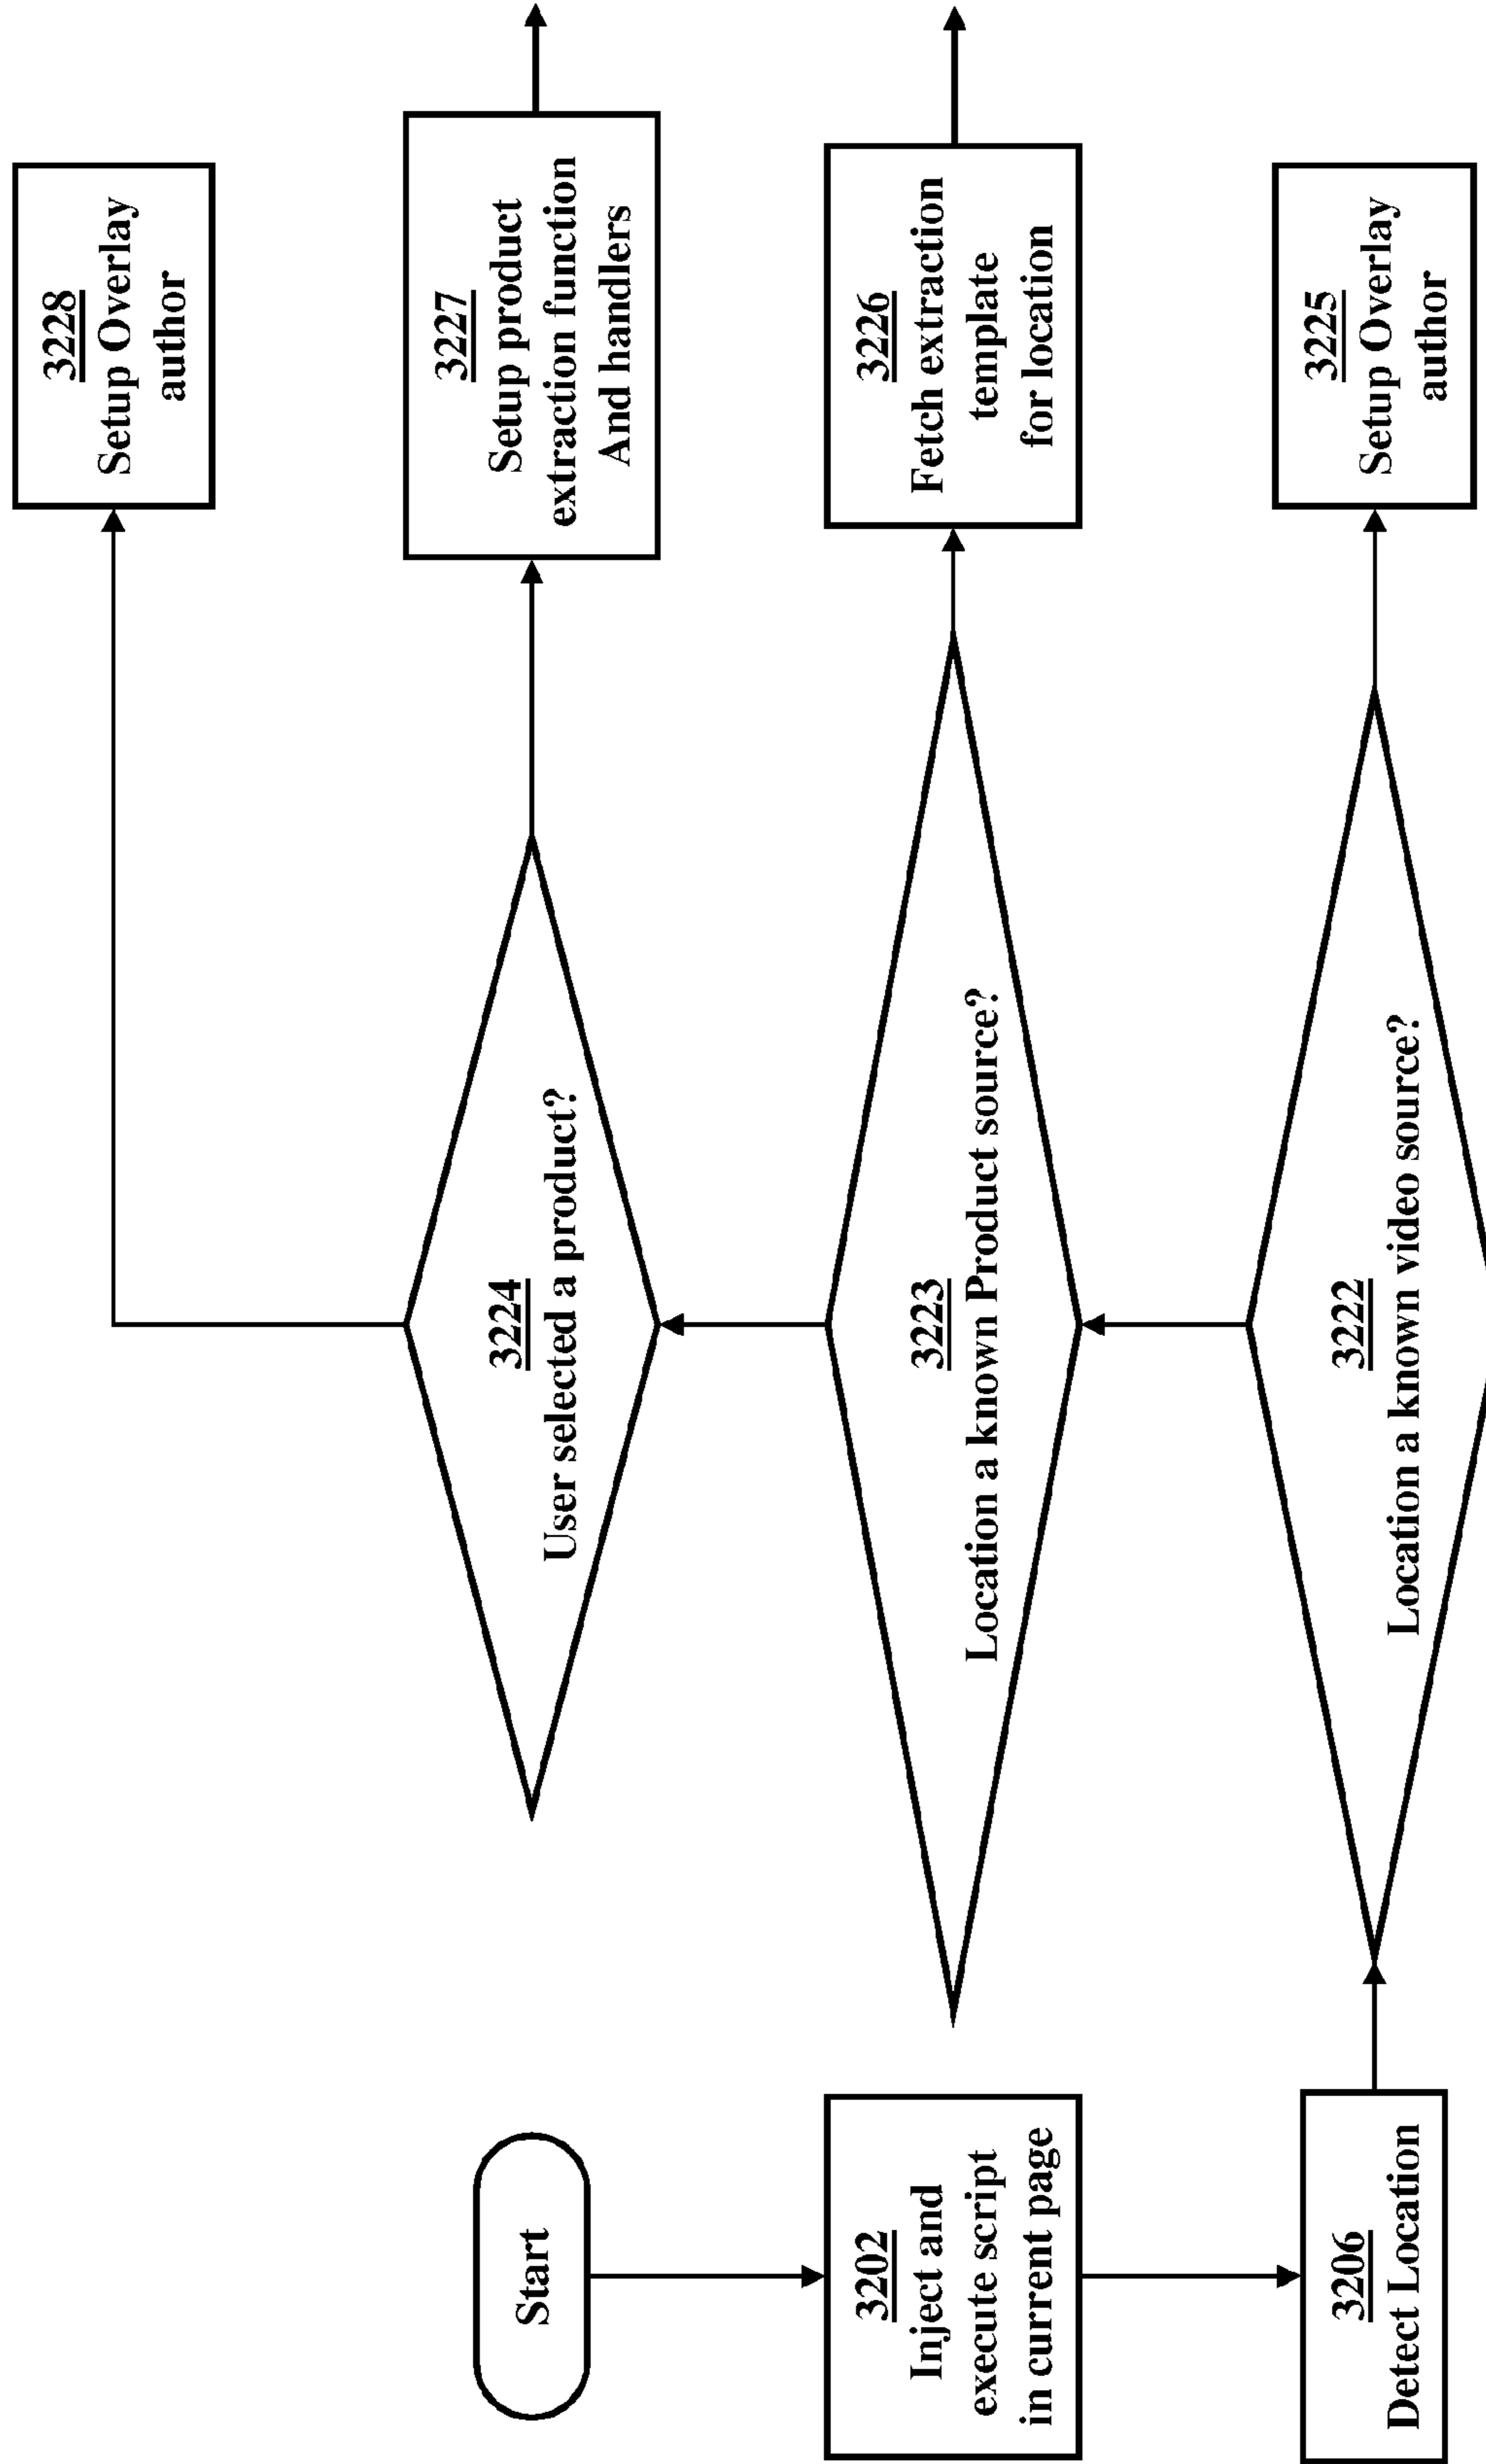 Start
3202
Inject and
execute script
in current page
3206
Detect Location
3222
Location a known video source?
3223
Location a known Product source?
3224
User selected a product?
3225
Setup Overlay
author
3226
Fetch extraction
template
for location
3227
Setup product
extraction function
And handlers
3228
Setup Overlay
author